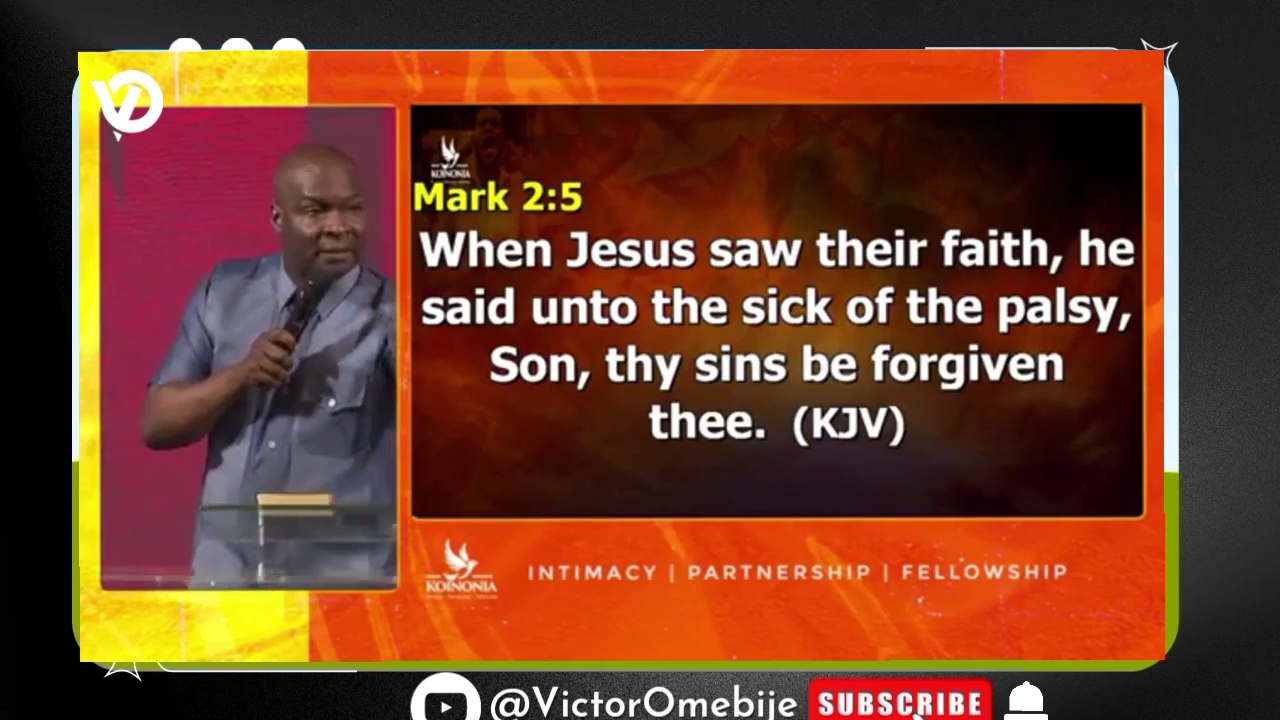 KOINONIA
Mark 2:5
When Jesus saw their faith, he
said unto the sick of the palsy,
Son, thy sins be forgiven
thee. (KJV)
KOINONIA
INTIMACY | PARTNERSHIP | FELLOWSHIP
@VictorOmebije SUBSCRIBE